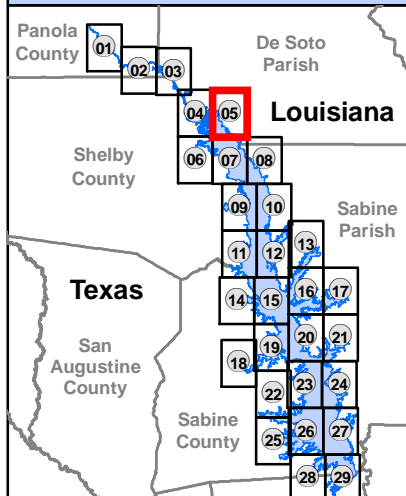 Panola
County
01
02
03
De Soto
Parish
04
05
Louisiana
Shelby
County
06
07
08
09
10
Sabine
Parish
11
12
13
Texas
14
15
16
17
San
Augustine
County
18
19
20
21
22
23
24
Sabine
County
25
26
27
28
29